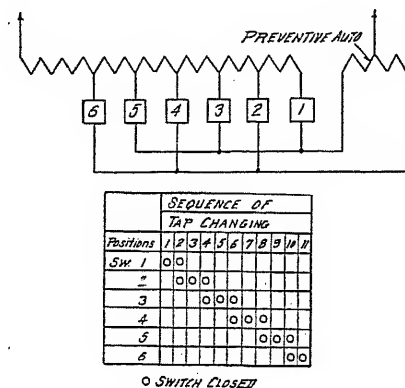 PREVENTIVE AUTO
6 5 4 3 2 1
SEQUENCE OF
TAP CHANGING
Positions 1 2 3 4 5 6 7 8 9 10 11
SW. 1 O O
" O O O
3 O O O
4 O O O
5 O O O
6 O O
O SWITCH CLOSED